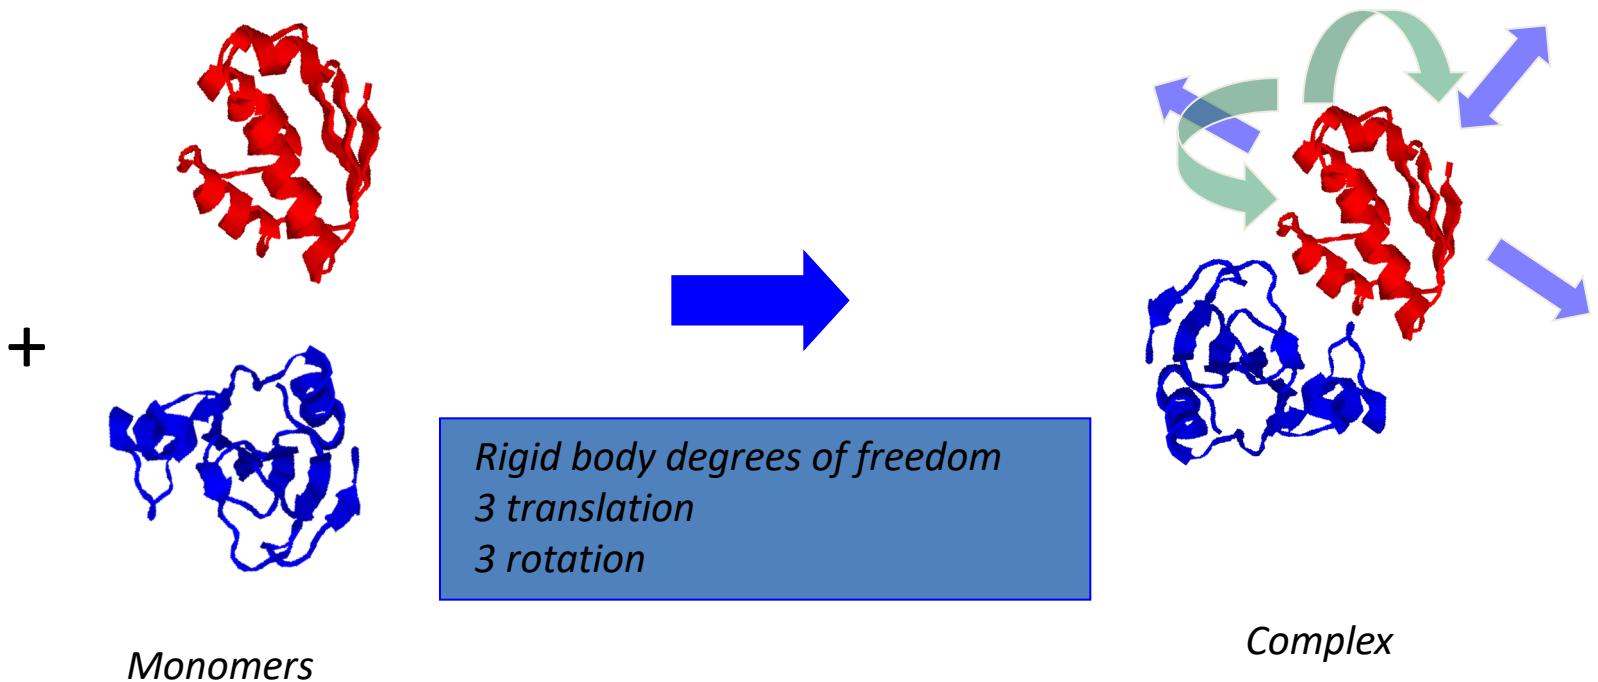 +
Rigid body degrees of freedom
3 translation
3 rotation
Monomers
Complex